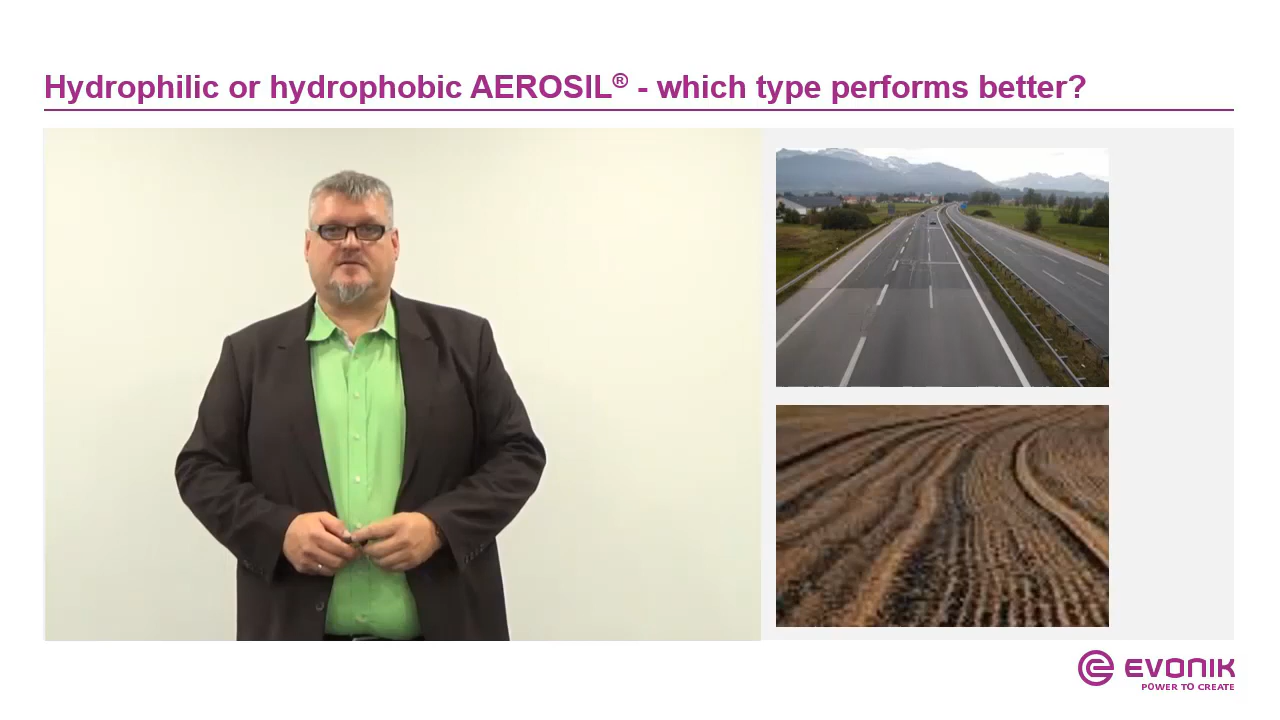 Hydrophilic or hydrophobic AEROSIL® - which type performs better?
EVONIK
POWER TO CREATE